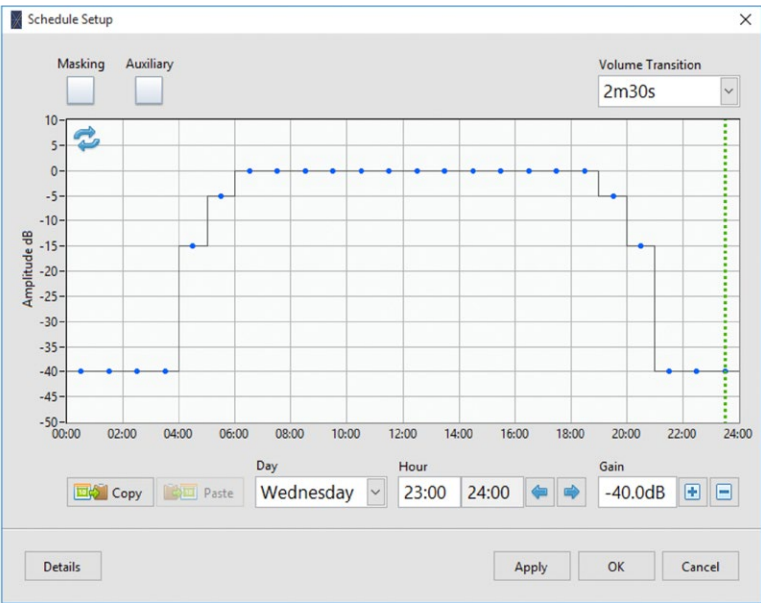 Schedule Setup
Masking
Auxiliary
Volume Transition
2m30s
Amplitude dB
10
5
0
-5
-10
-15
-20
-25
-30
-35
-40
-45
-50
00:00 02:00 04:00 06:00 08:00 10:00 12:00 14:00 16:00 18:00 20:00 22:00 24:00
Day
Hour
Gain
Copy
Paste
Wednesday
23:00
24:00
-40.0dB
Details
Apply
OK
Cancel